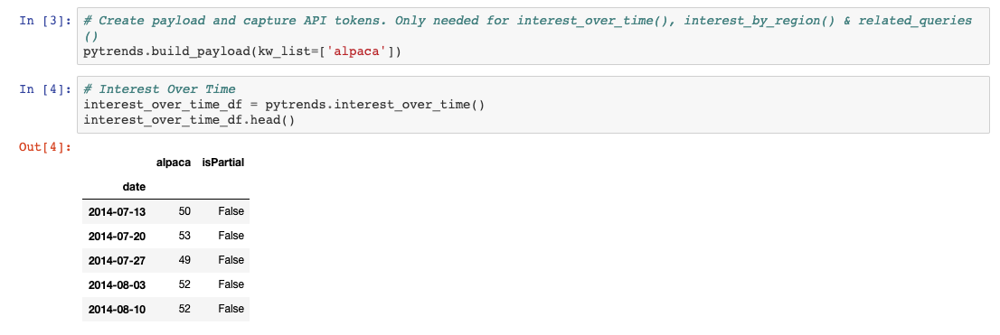 In [3]: # Create payload and capture API tokens. Only needed for interest_over_time(), interest_by_region() & related_queries
()
pytrends.build_payload(kw_list=['alpaca'])
In [4]: # Interest Over Time
interest_over_time_df = pytrends.interest_over_time()
interest_over_time_df.head()
Out[4]:
alpaca isPartial
date
2014-07-13 50 False
2014-07-20 53 False
2014-07-27 49 False
2014-08-03 52 False
2014-08-10 52 False